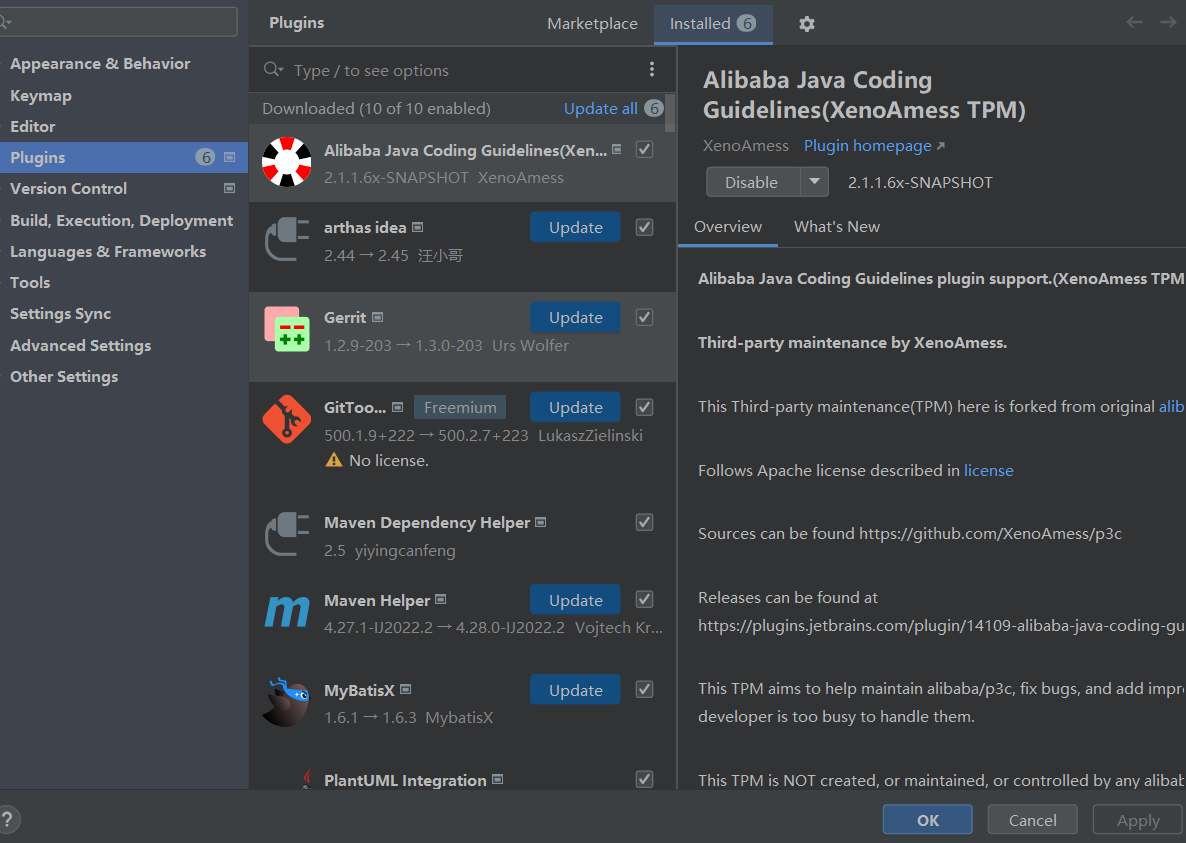 Plugins
Marketplace
Installed 6
Appearance & Behavior
Keymap
Editor
Plugins 6
Version Control
Build, Execution, Deployment
Languages & Frameworks
Tools
Settings Sync
Advanced Settings
Other Settings
Type / to see options
Downloaded (10 of 10 enabled) Update all 6
Alibaba Java Coding Guidelines(Xen...
2.1.1.6x-SNAPSHOT XenoAmess
arthas idea Update
2.44 → 2.45 汪小哥
Gerrit Update
1.2.9-203 → 1.3.0-203 Urs Wolfer
GitToo... Freemium Update
500.1.9+222 → 500.2.7+223 LukaszZielinski
No license.
Maven Dependency Helper
2.5 yiyingcanfeng
Maven Helper Update
4.27.1-IJ2022.2 → 4.28.0-IJ2022.2 Vojtech Kr...
MyBatisX Update
1.6.1 → 1.6.3 MybatisX
PlantUML Integration
Alibaba Java Coding
Guidelines(XenoAmess TPM)
XenoAmess Plugin homepage ↗
Disable 2.1.1.6x-SNAPSHOT
Overview What's New
Alibaba Java Coding Guidelines plugin support.(XenoAmess TPM
Third-party maintenance by XenoAmess.
This Third-party maintenance(TPM) here is forked from original alib
Follows Apache license described in license
Sources can be found https://github.com/XenoAmess/p3c
Releases can be found at
https://plugins.jetbrains.com/plugin/14109-alibaba-java-coding-gu
This TPM aims to help maintain alibaba/p3c, fix bugs, and add impr
developer is too busy to handle them.
This TPM is NOT created, or maintained, or controlled by any alibab
?
OK Cancel Apply